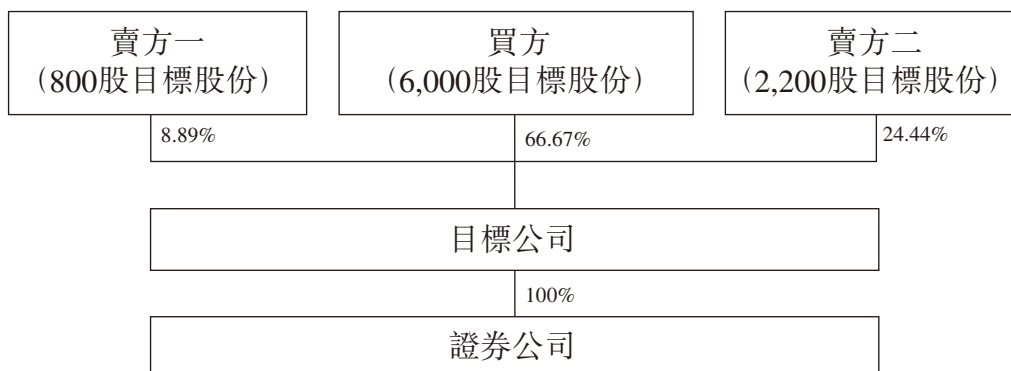 賣方一
(800股目標股份)
買方
(6,000股目標股份)
賣方二
(2,200股目標股份)
8.89%
66.67%
24.44%
目標公司
100%
證券公司